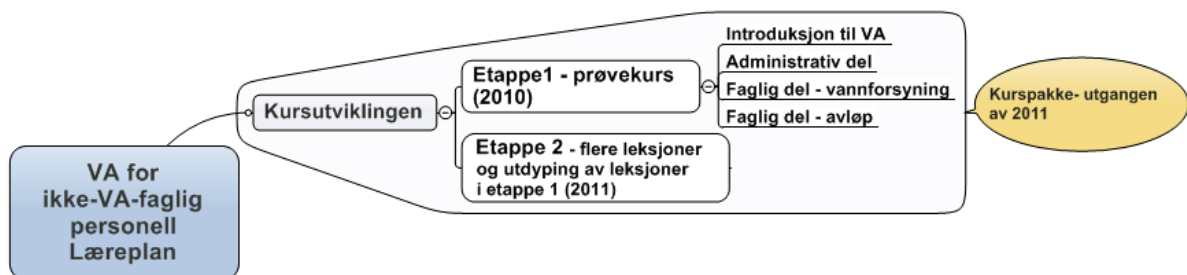 VA for
ikke-VA-faglig
personell
Læreplan
Kursutviklingen
Etappe1 - prøvekurs
(2010)
Introduksjon til VA
Administrativ del
Faglig del - vannforsyning
Faglig del - avløp
Etappe 2 - flere leksjoner
og utdyping av leksjoner
i etappe 1 (2011)
Kurspakke- utgangen
av 2011